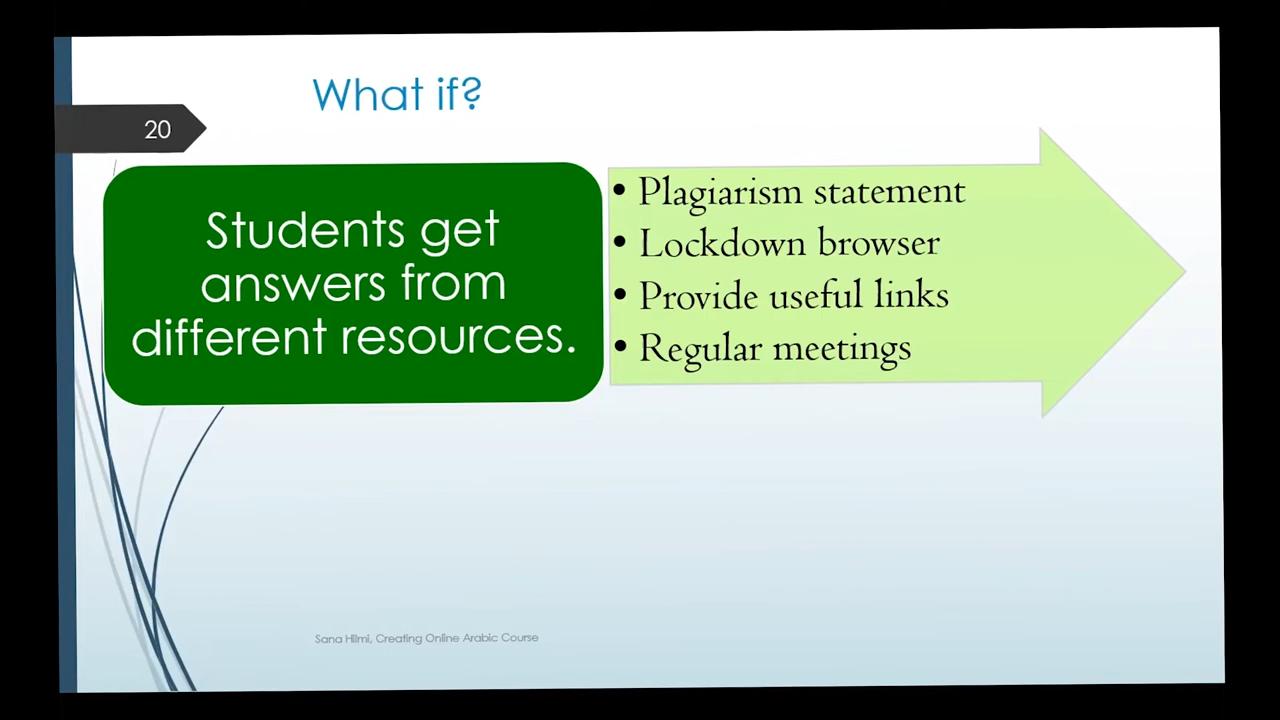 What if?
20
Students get
answers from
different resources.
• Plagiarism statement
• Lockdown browser
• Provide useful links
• Regular meetings
Sana Hilmi, Creating Online Arabic Course